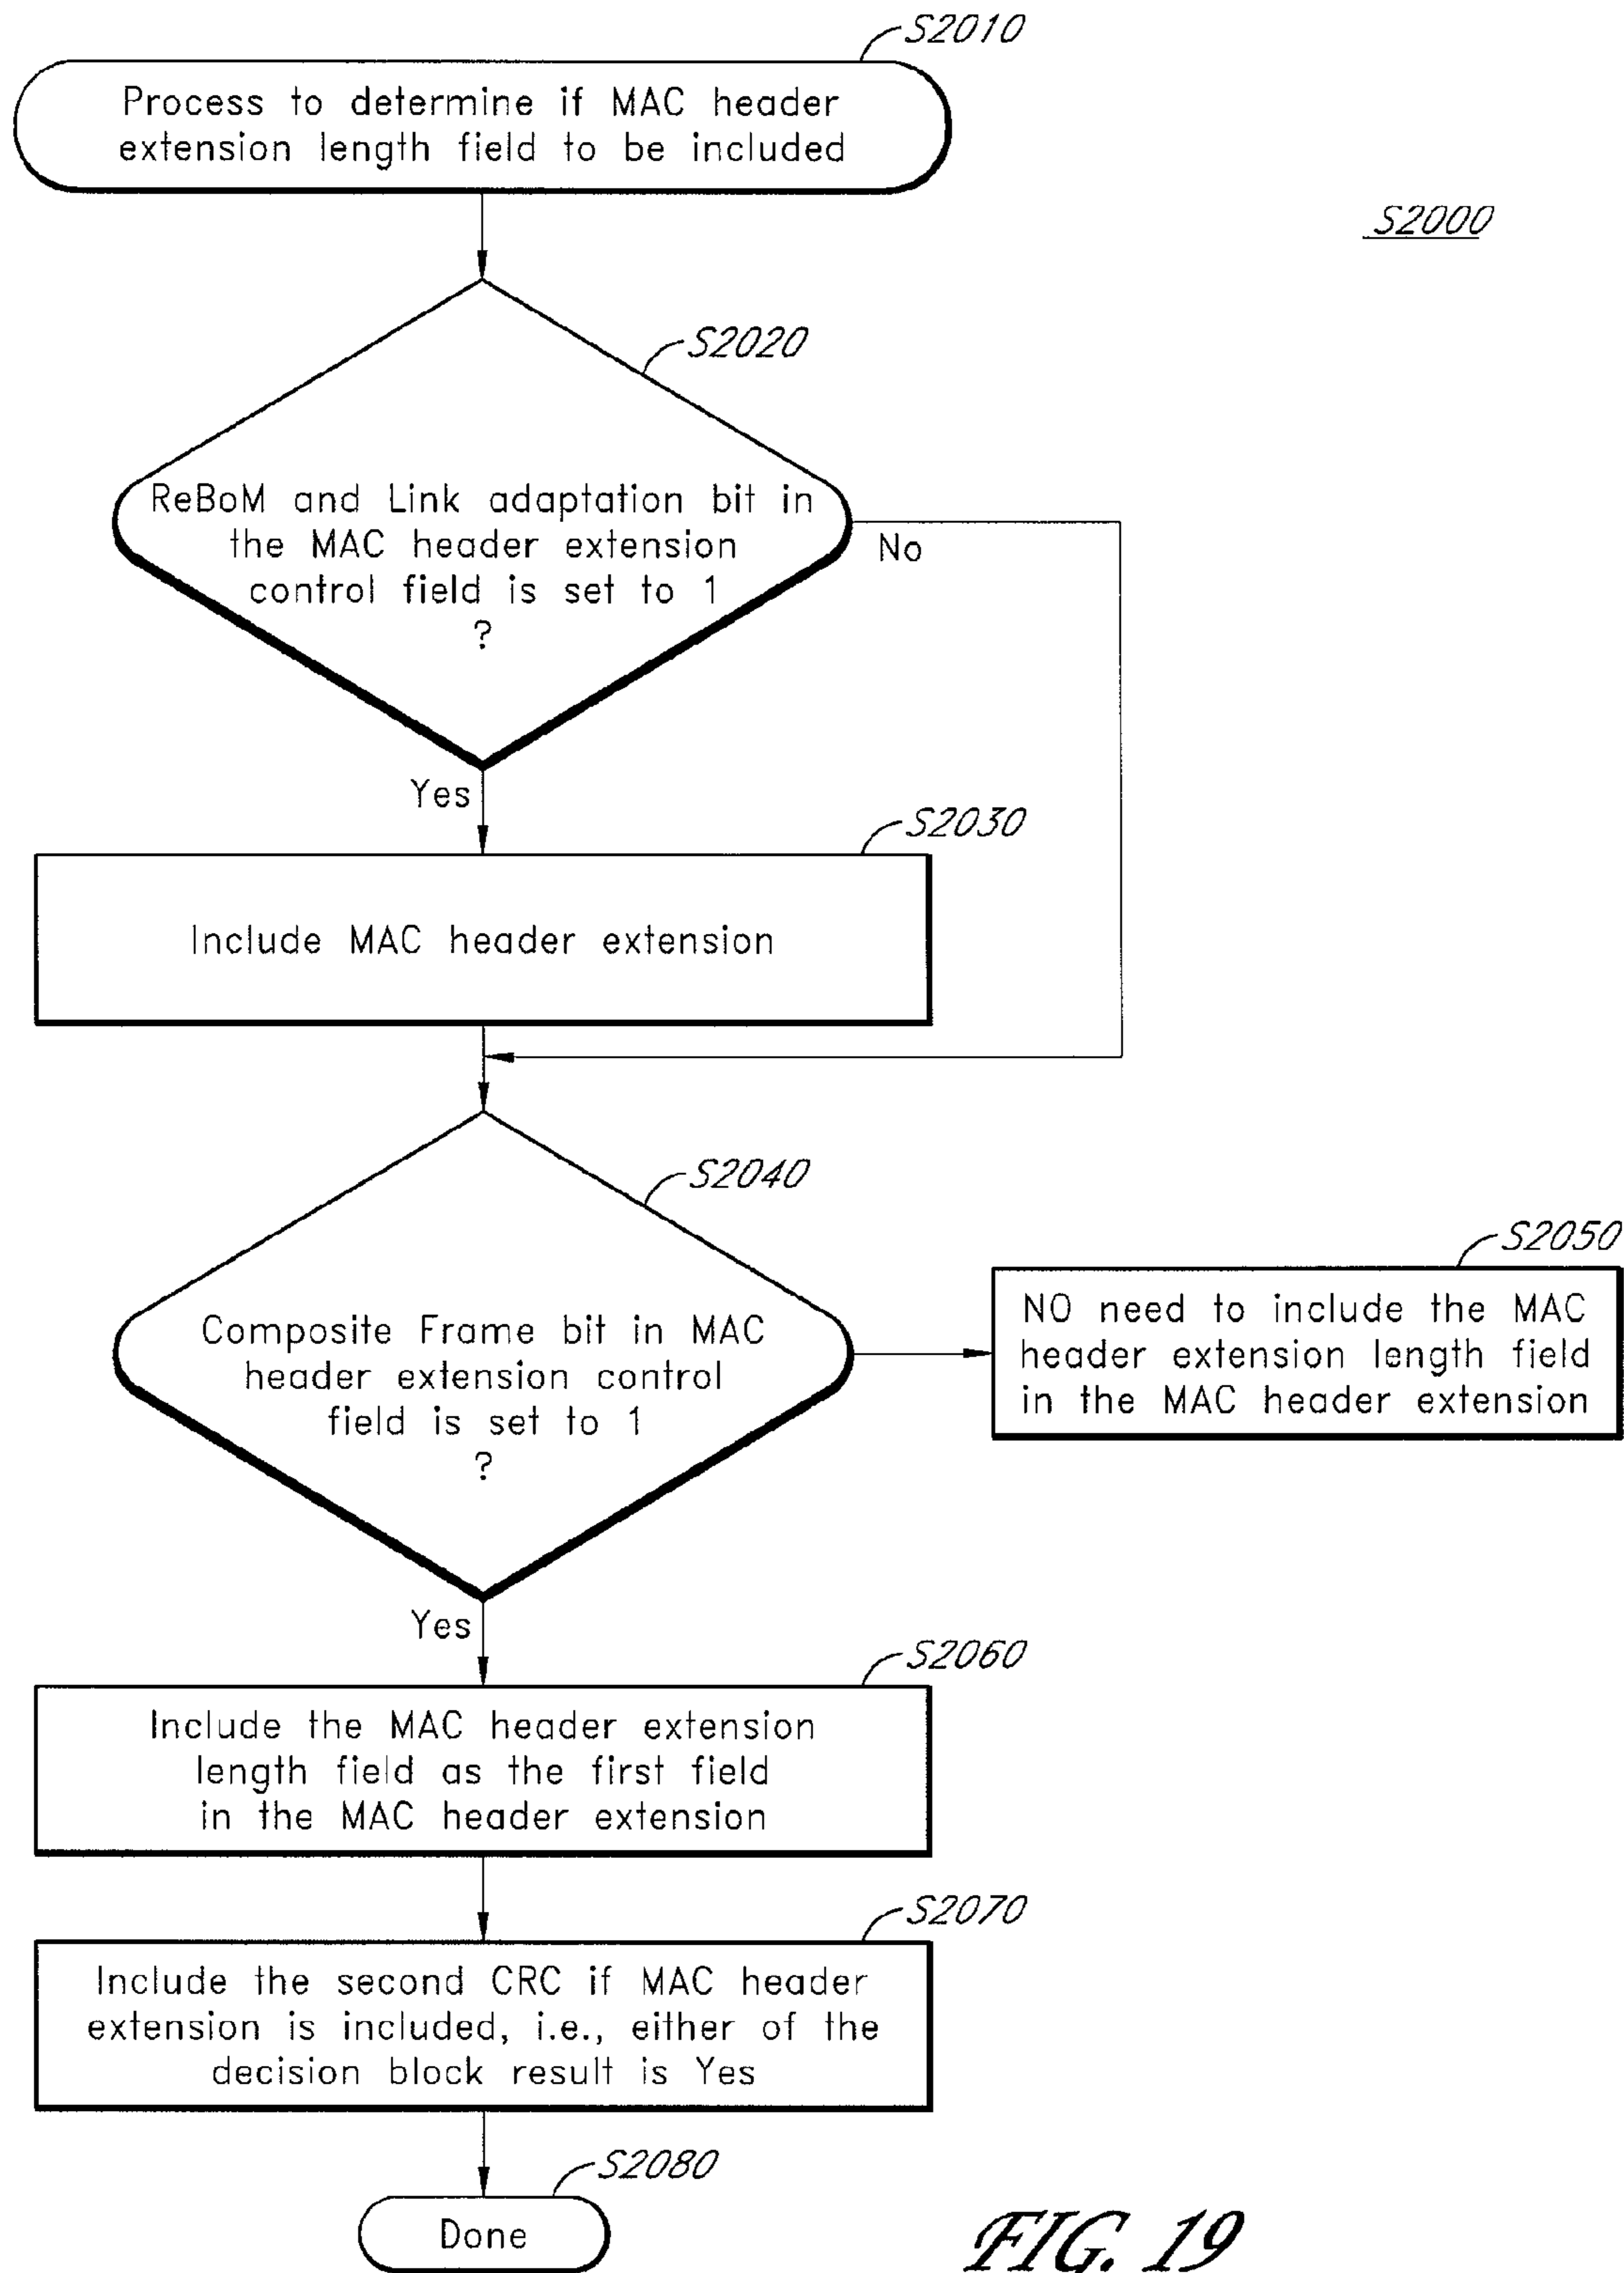 S2010
Process to determine if MAC header
extension length field to be included
S2000
S2020
ReBoM and Link adaptation bit in
the MAC header extension
control field is set to 1
?
No
Yes
S2030
Include MAC header extension
S2040
Composite Frame bit in MAC
header extension control
field is set to 1
?
S2050
NO need to include the MAC
header extension length field
in the MAC header extension
Yes
S2060
Include the MAC header extension
length field as the first field
in the MAC header extension
S2070
Include the second CRC if MAC header
extension is included, i.e., either of the
decision block result is Yes
S2080
Done
FIG. 19